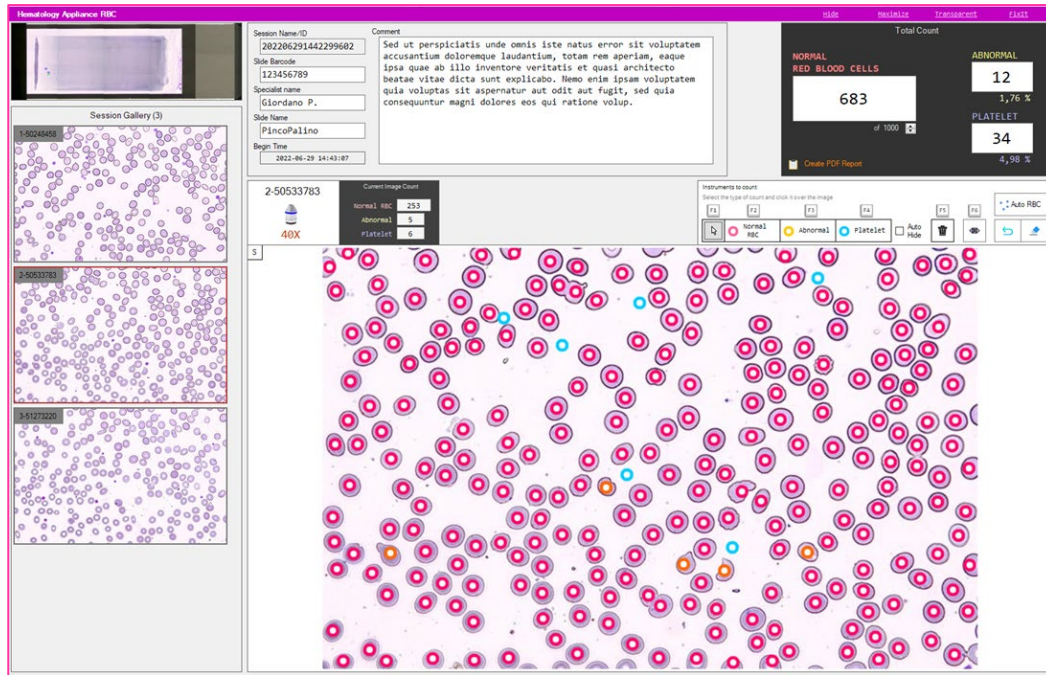 Hematology Appliance RBC
Hide Maximize Transparent FixIt
Session Gallery (3)
1-50248458
2-50533783
3-51273220
Session Name/ID
202206291442299602
Slide Barcode
123456789
Specialist name
Giordano P.
Slide Name
PincoPalino
Begin Time
2022-06-29 14:43:07
Comment
Sed ut perspiciatis unde omnis iste natus error sit voluptatem
accusantium doloremque laudantium, totam rem aperiam, eaque
ipsa quae ab illo inventore veritatis et quasi architecto
beatae vitae dicta sunt explicabo. Nemo enim ipsam voluptatem
quia voluptas sit aspernatur aut odit aut fugit, sed quia
consequuntur magni dolores eos qui ratione volup.
Total Count
NORMAL
RED BLOOD CELLS
683
of 1000
Create PDF Report
ABNORMAL
12
1,76 %
PLATELET
34
4,98 %
2-50533783
40X
Current Image Count
Normal RBC 253
Abnormal 5
Platelet 6
Instruments to count
Select the type of count and click it over the image
F1 F2 F3 F4 F5 F6
Normal
RBC
Abnormal
Platelet
Auto
Hide
Auto RBC
S